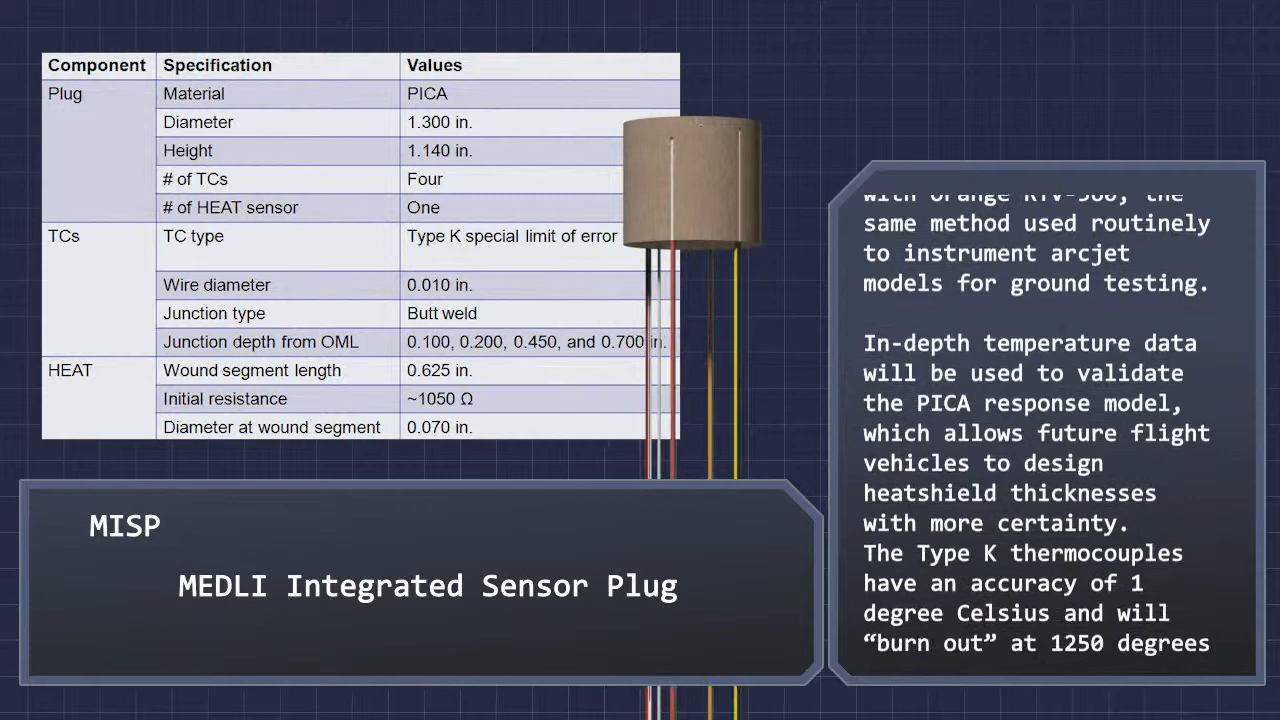 Component Specification Values
Plug Material PICA
Diameter 1.300 in.
Height 1.140 in.
# of TCs Four
# of HEAT sensor One
TCs TC type Type K special limit of error
Wire diameter 0.010 in.
Junction type Butt weld
Junction depth from OML 0.100, 0.200, 0.450, and 0.700 in.
HEAT Wound segment length 0.625 in.
Initial resistance ~1050 Ω
Diameter at wound segment 0.070 in.
MISP
MEDLI Integrated Sensor Plug
with orange RTV-560, the
same method used routinely
to instrument arcjet
models for ground testing.
In-depth temperature data
will be used to validate
the PICA response model,
which allows future flight
vehicles to design
heatshield thicknesses
with more certainty.
The Type K thermocouples
have an accuracy of 1
degree Celsius and will
“burn out” at 1250 degrees